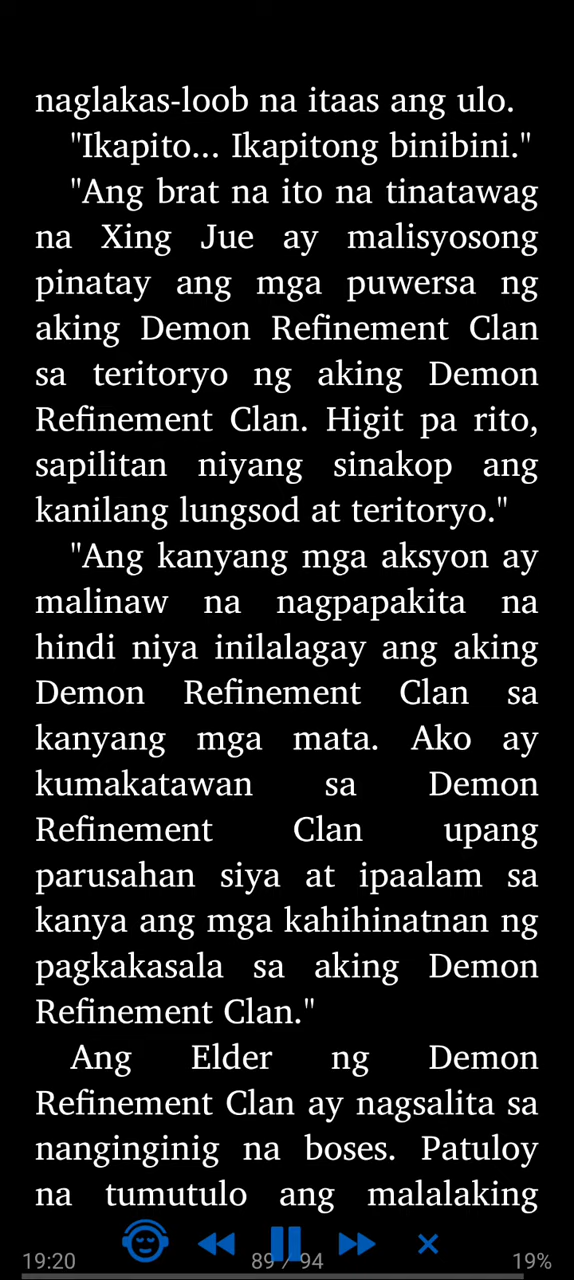 naglakas-loob na itaas ang ulo.
"Ikapito... Ikapitong binibini."
"Ang brat na ito na tinatawag
na Xing Jue ay malisyosong
pinatay ang mga puwersa ng
aking Demon Refinement Clan
sa teritoryo ng aking Demon
Refinement Clan. Higit pa rito,
sapilitan niyang sinakop ang
kanilang lungsod at teritoryo."
"Ang kanyang mga aksyon ay
malinaw na nagpapakita na
hindi niya inilalagay ang aking
Demon Refinement Clan sa
kanyang mga mata. Ako ay
kumakatawan sa Demon
Refinement Clan upang
parusahan siya at ipaalam sa
kanya ang mga kahihinatnan ng
pagkakasala sa aking Demon
Refinement Clan."
Ang Elder ng Demon
Refinement Clan ay nagsalita sa
nanginginig na boses. Patuloy
na tumutulo ang malalaking
19:20 89 / 94 19%